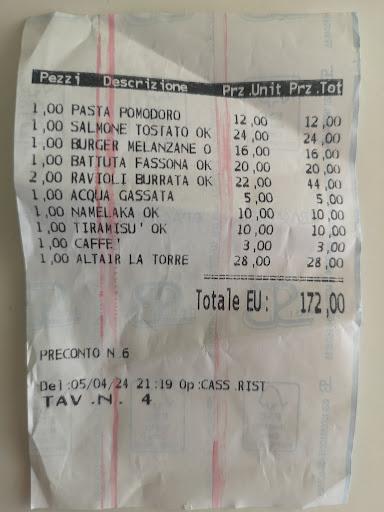 Pezzi Descrizione Prz.Unit Prz.Tot
1,00 PASTA POMODORO 12,00 12,00
1,00 SALMONE TOSTATO OK 24,00 24,00
1,00 BURGER MELANZANE O 16,00 16,00
1,00 BATTUTA FASSONA OK 20,00 20,00
2,00 RAVIOLI BURRATA OK 22,00 44,00
1,00 ACQUA GASSATA 5,00 5,00
1,00 NAMELAKA OK 10,00 10,00
1,00 TIRAMISU' OK 10,00 10,00
1,00 CAFFE' 3,00 3,00
1,00 ALTAIR LA TORRE 28,00 28,00
Totale EU: 172,00
PRECONTO N.6
Del :05/04/24 21:19 Op :CASS.RIST
TAV.N. 4